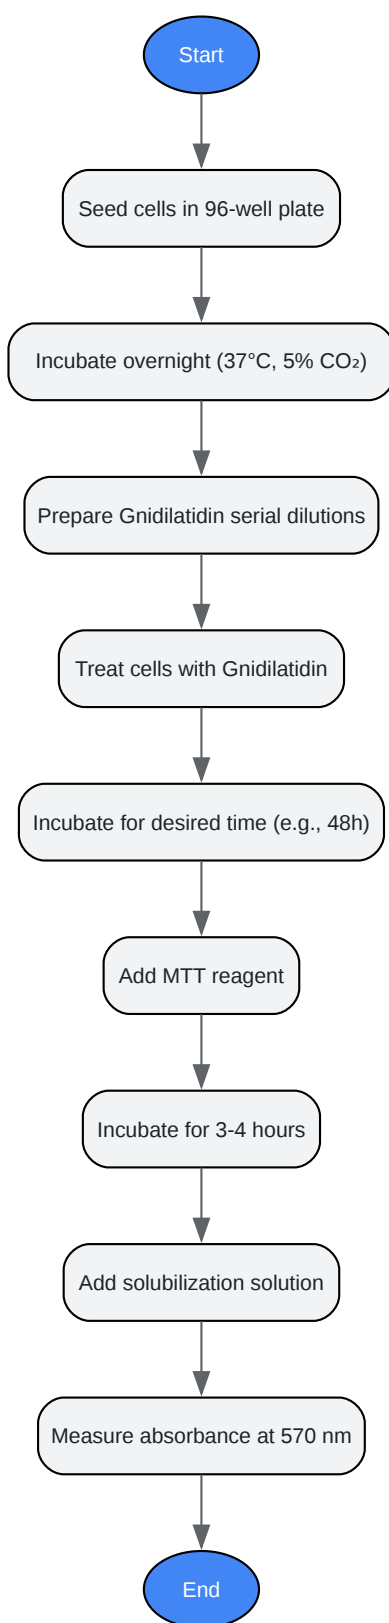 Start
Seed cells in 96-well plate
Incubate overnight (37°C, 5% CO₂)
Prepare Gnidilatidin serial dilutions
Treat cells with Gnidilatidin
Incubate for desired time (e.g., 48h)
Add MTT reagent
Incubate for 3-4 hours
Add solubilization solution
Measure absorbance at 570 nm
End